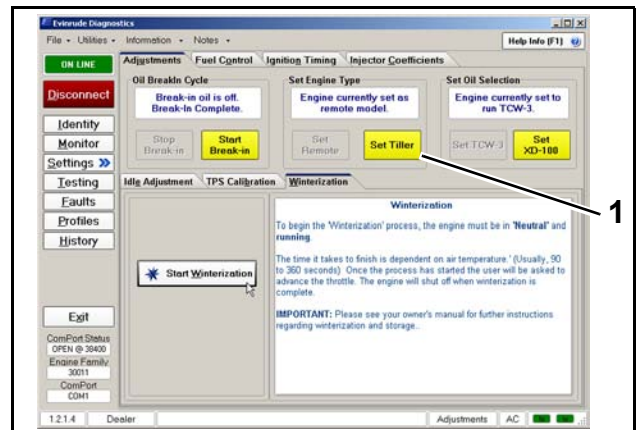 Evinrude Diagnostics
File Utilities Information Notes
Help Info (F1)
ON LINE
Disconnect
Identity
Monitor
Settings
Testing
Faults
Profiles
History
Exit
ComPort Status
OPEN @ 38400
Engine Family
30011
ComPort
COM1
Adjustments Fuel Control Ignition Timing Injector Coefficients
Oil BreakIn Cycle
Break-in oil is off.
Break-In Complete.
Stop Break-in
Start Break-in
Set Engine Type
Engine currently set as
remote model.
Set Remote
Set Tiller
Set Oil Selection
Engine currently set to
run TCW-3.
Set TCW-3
Set XD-100
1
Idle Adjustment TPS Calibration Winterization
Start Winterization
Winterization
To begin the 'Winterization' process, the engine must be in "Neutral" and
running.
The time it takes to finish is dependent on air temperature.' (Usually, 90
to 360 seconds) Once the process has started the user will be asked to
advance the throttle. The engine will shut off when winterization is
complete.
IMPORTANT: Please see your owner's manual for further instructions
regarding winterization and storage..
1.2.1.4 Dealer Adjustments AC